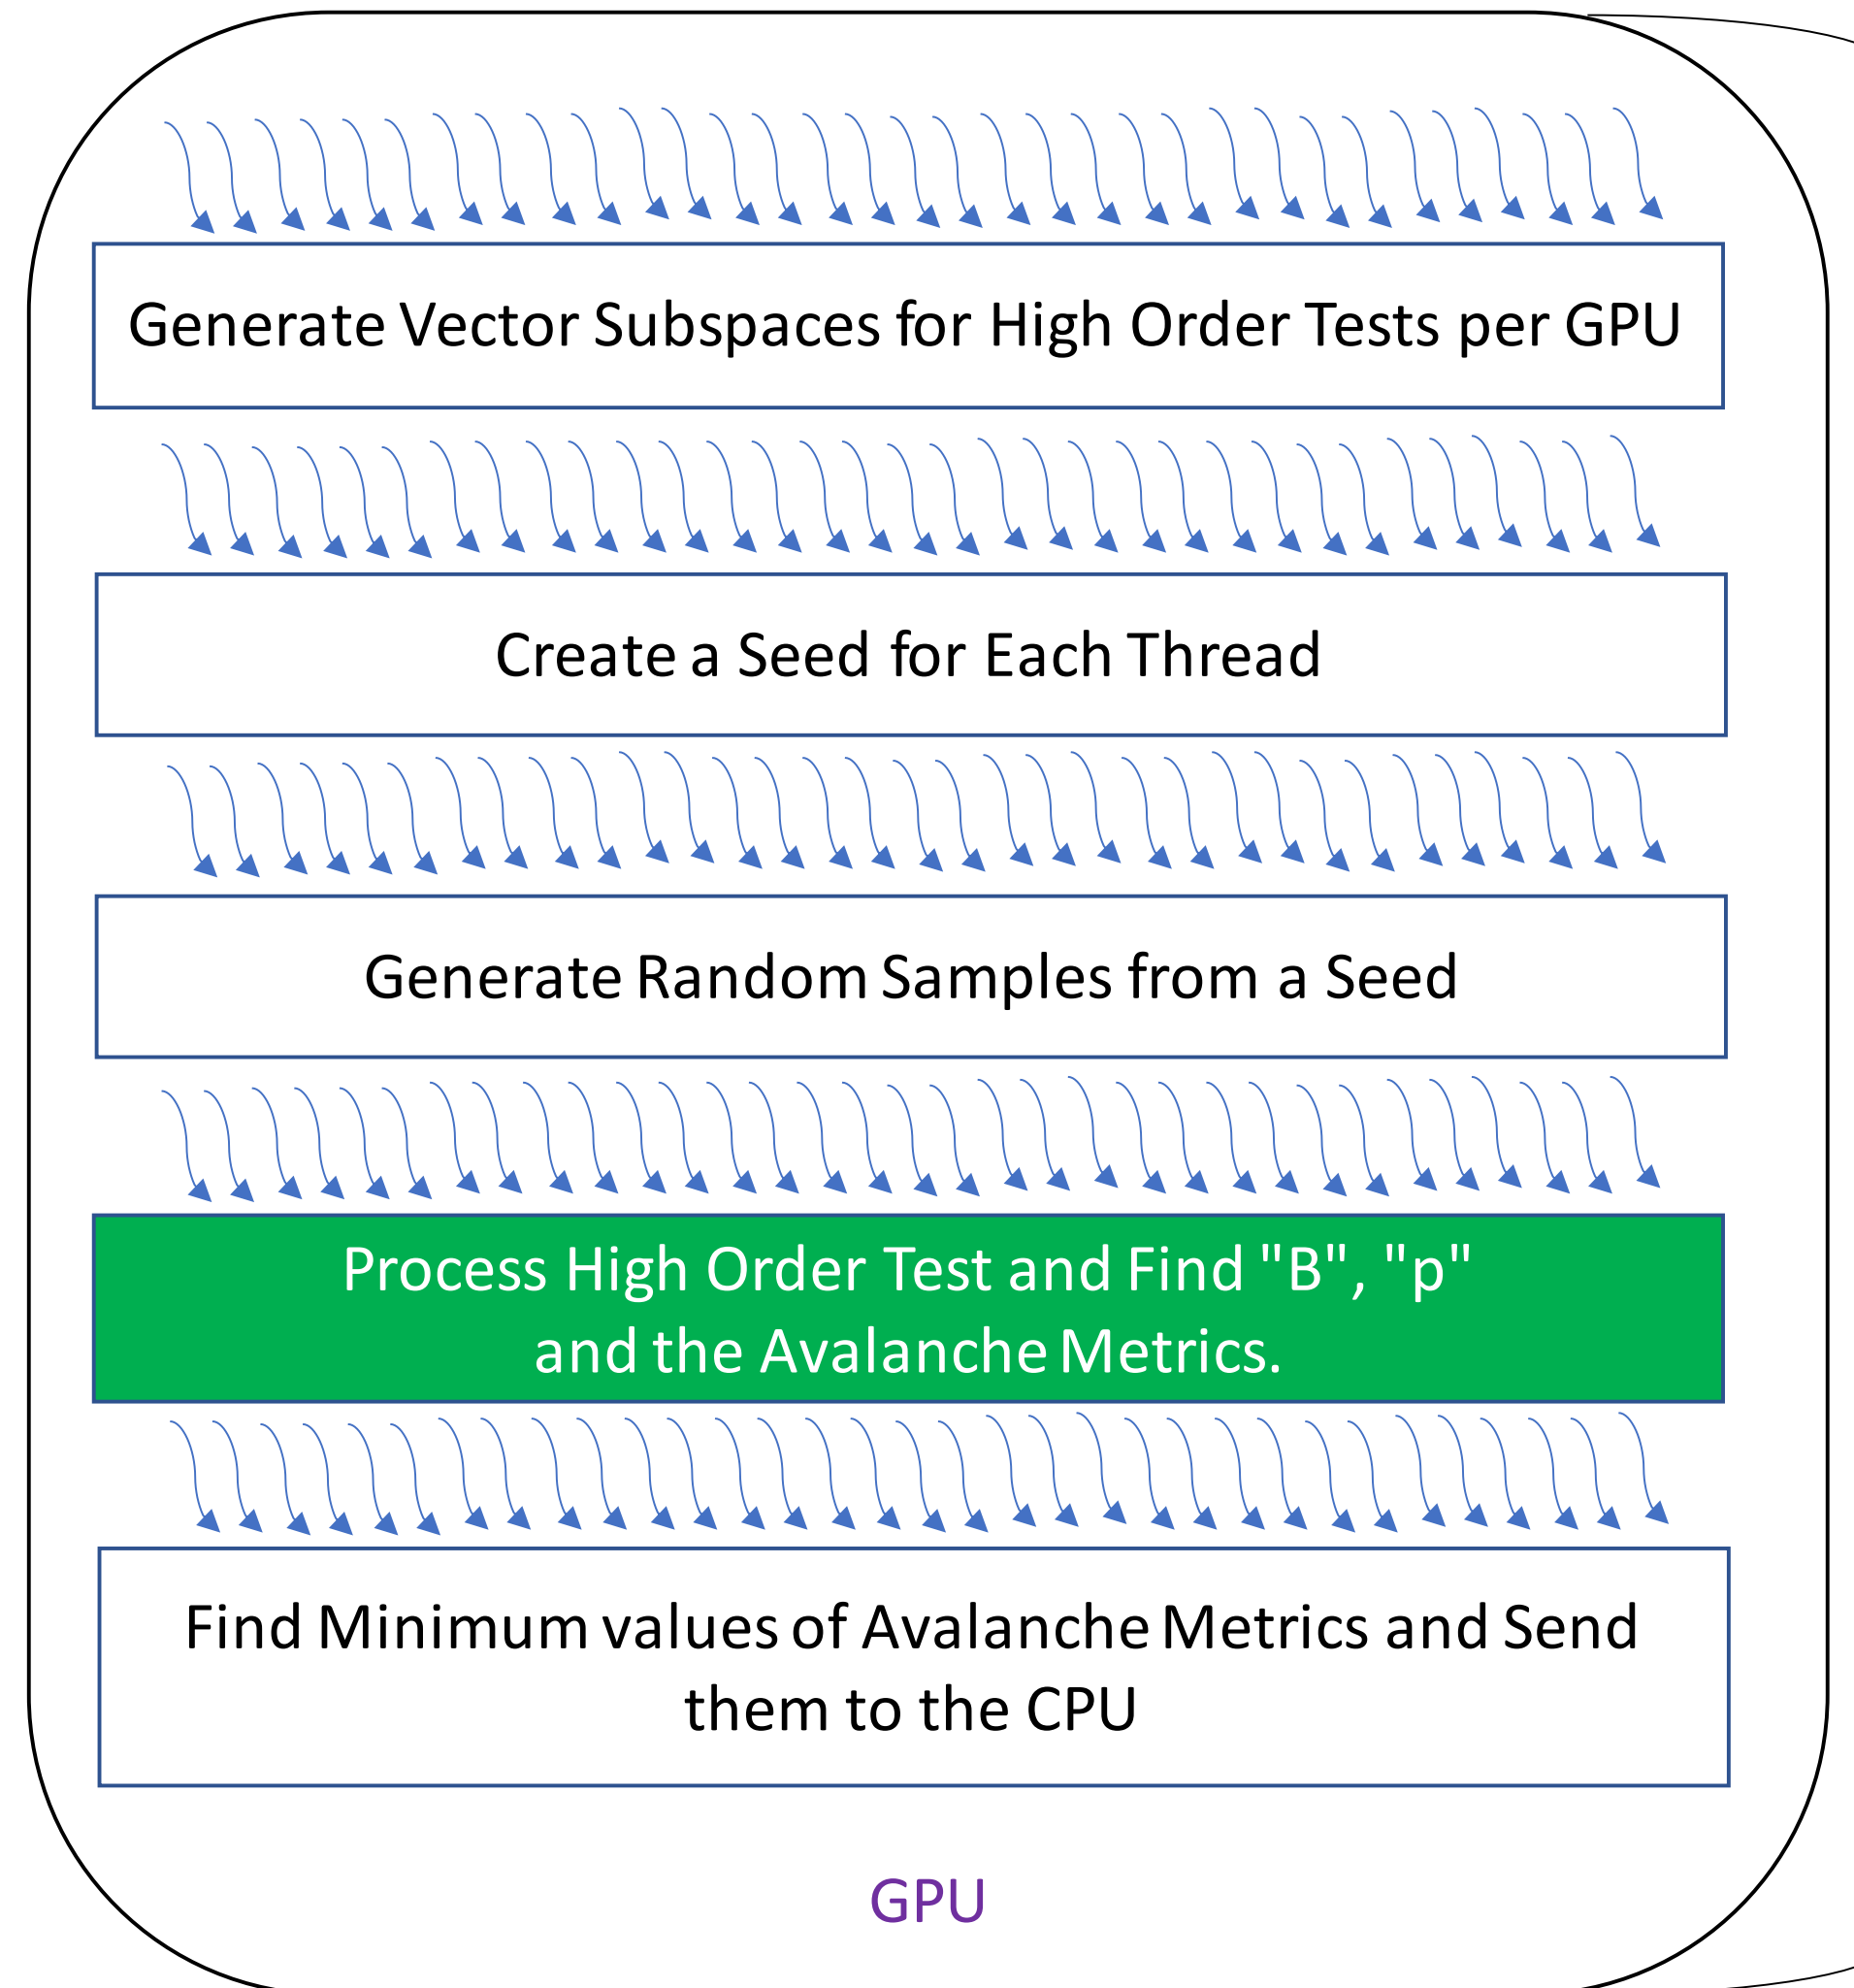 Generate Vector Subspaces for High Order Tests per GPU
Create a Seed for Each Thread
Generate Random Samples from a Seed
Process High Order Test and Find "B", "p"
and the Avalanche Metrics.
Find Minimum values of Avalanche Metrics and Send
them to the CPU
GPU